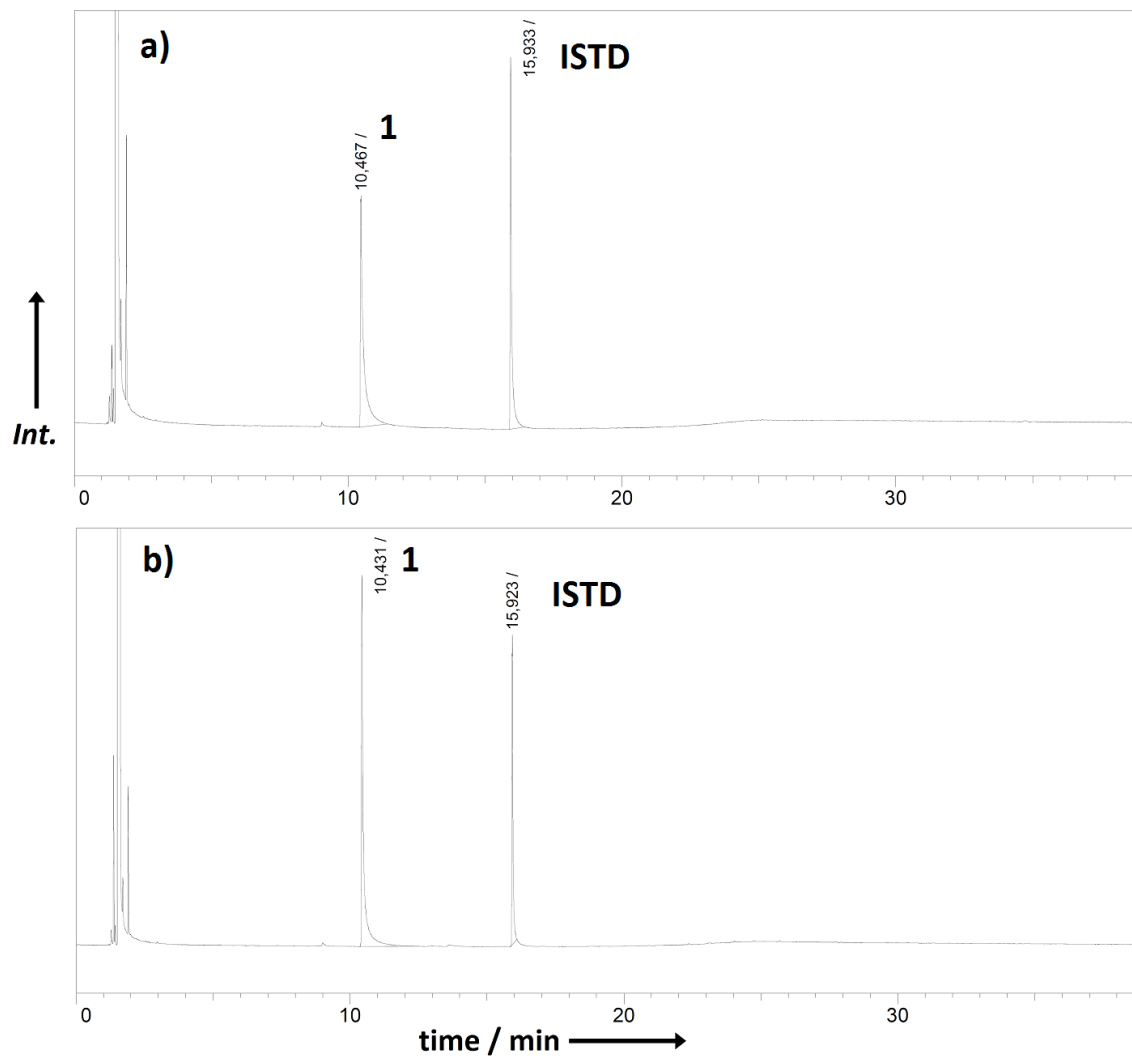 a)
15,933 /
ISTD
10,467 /
1
Int.
0 10 20 30
b)
10,431 /
1
15,923 /
ISTD
0 10 20 30
time / min